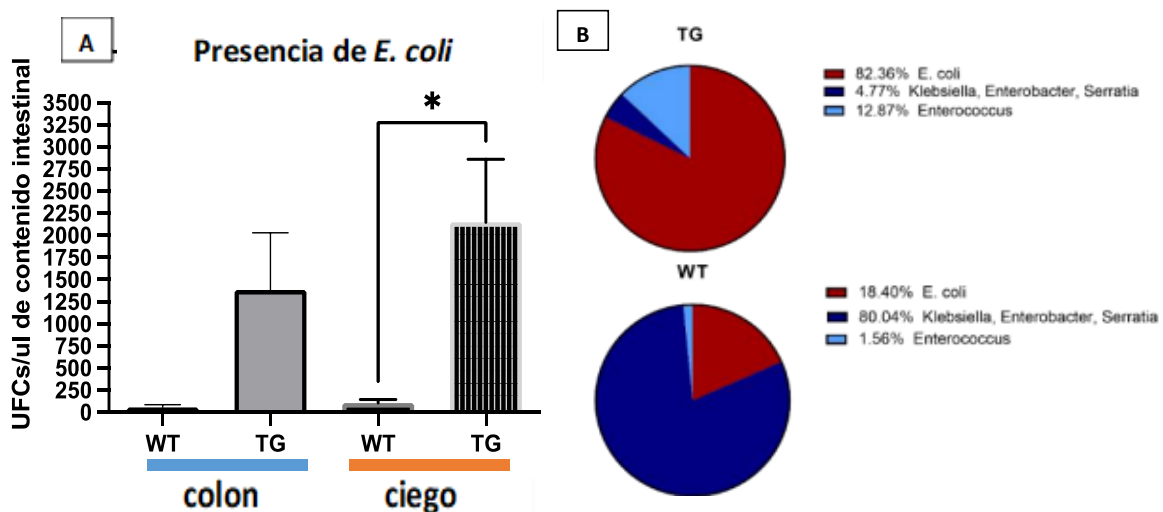 A
Presencia de E. coli
*
UFCs/ul de contenido intestinal
3500
3250
3000
2750
2500
2250
2000
1750
1500
1250
1000
750
500
250
0
WT TG WT TG
colon ciego
B
TG
82.36% E. coli
4.77% Klebsiella, Enterobacter, Serratia
12.87% Enterococcus
WT
18.40% E. coli
80.04% Klebsiella, Enterobacter, Serratia
1.56% Enterococcus